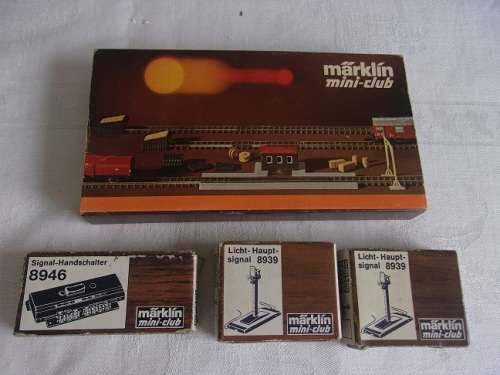 märklin
mini-club
Signal-Handschalter
8946
märklin
mini-club
Licht-Haupt-
signal 8939
märklin
mini-club
Licht-Haupt-
signal 8939
märklin
mini-club